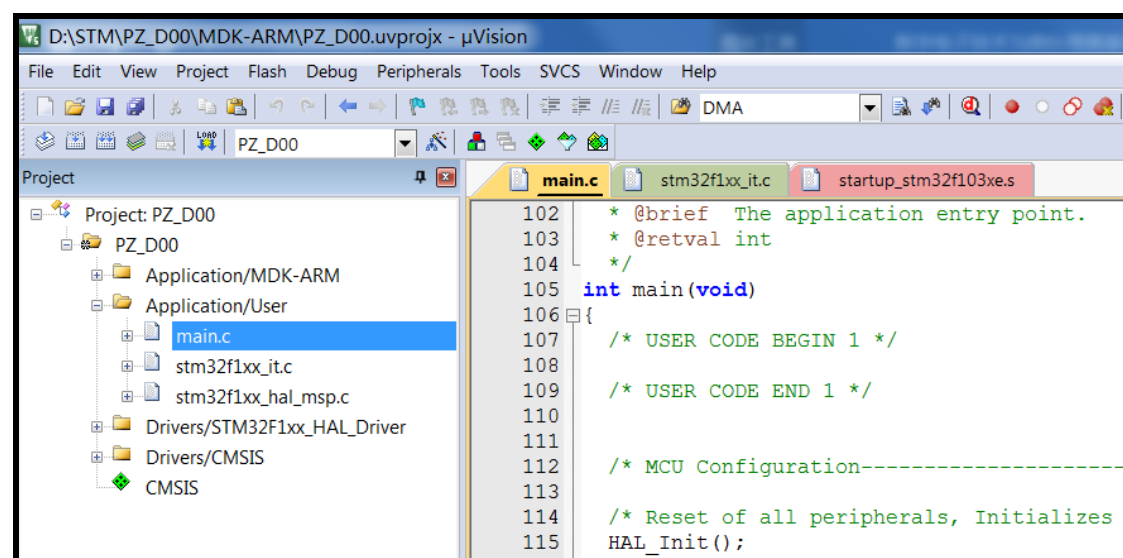 D:\STM\PZ_D00\MDK-ARM\PZ_D00.uvprojx - µVision
File Edit View Project Flash Debug Peripherals Tools SVCS Window Help
DMA
LOAD PZ_D00
Project
main.c stm32f1xx_it.c startup_stm32f103xe.s
Project: PZ_D00
PZ_D00
Application/MDK-ARM
Application/User
main.c
stm32f1xx_it.c
stm32f1xx_hal_msp.c
Drivers/STM32F1xx_HAL_Driver
Drivers/CMSIS
CMSIS
102 * @brief The application entry point.
103 * @retval int
104 */
105 int main(void)
106 {
107 /* USER CODE BEGIN 1 */
108
109 /* USER CODE END 1 */
110
111
112 /* MCU Configuration----------------------
113
114 /* Reset of all peripherals, Initializes
115 HAL_Init();